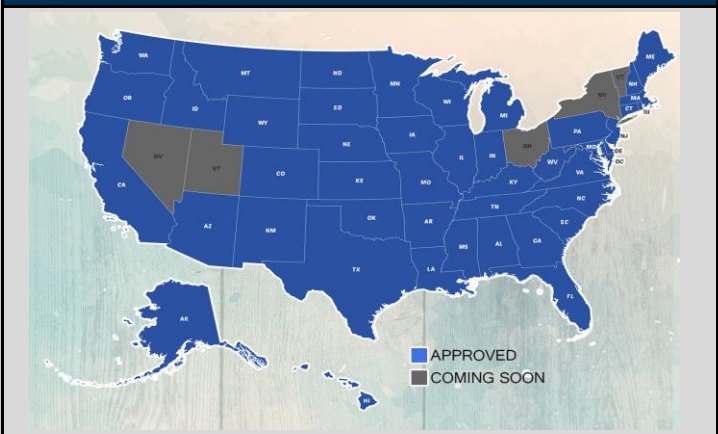 WA
MT
ND
MN
ME
VT
NH
OR
ID
SD
WI
MI
NY
MA
CT
RI
WY
IA
PA
NJ
NE
NV
UT
CO
IL
IN
OH
MD
DE
DC
WV
VA
CA
KS
MO
KY
NC
TN
AZ
NM
OK
AR
SC
MS
AL
GA
TX
LA
FL
AK
HI
APPROVED
COMING SOON